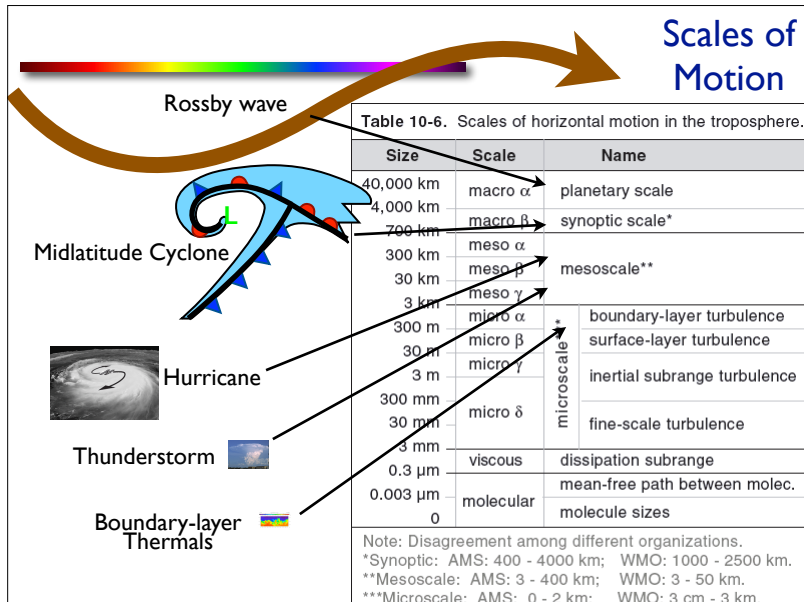 Scales of
Motion
Rossby wave
L
Midlatitude Cyclone
Hurricane
Thunderstorm
Boundary-layer
Thermals
Table 10-6. Scales of horizontal motion in the troposphere.
Size Scale Name
40,000 km
macro α planetary scale
4,000 km
macro β synoptic scale*
700 km
meso α
300 km
meso β mesoscale**
30 km
meso γ
3 km
micro α boundary-layer turbulence
300 m
micro β surface-layer turbulence
30 m
micro γ
3 m
inertial subrange turbulence
300 mm
micro δ
30 mm
fine-scale turbulence
3 mm
microscale***
viscous dissipation subrange
0.3 μm
mean-free path between molec.
0.003 μm
molecular
molecule sizes
0
Note: Disagreement among different organizations.
*Synoptic: AMS: 400 - 4000 km; WMO: 1000 - 2500 km.
**Mesoscale: AMS: 3 - 400 km; WMO: 3 - 50 km.
***Microscale: AMS: 0 - 2 km; WMO: 3 cm - 3 km.